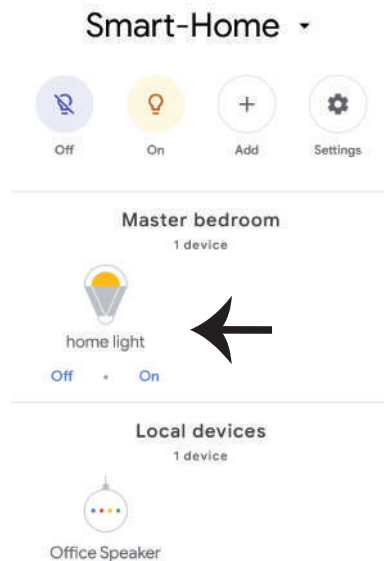 Smart-Home
Off On Add Settings
Master bedroom
1 device
home light
Off • On
Local devices
1 device
Office Speaker